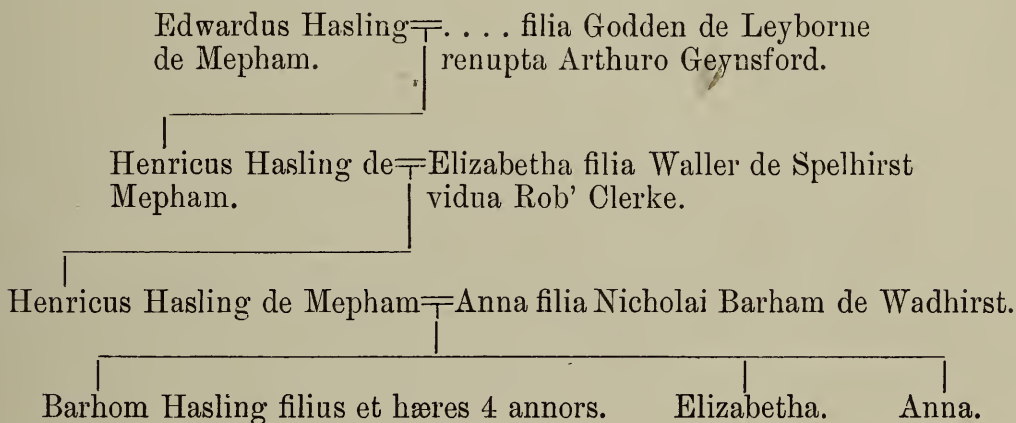 Edwardus Hasling=. . . . filia Godden de Leyborne
de Mepham. renupta Arthuro Geynsford.
Henricus Hasling de=Elizabetha filia Waller de Spelhirst
Mepham. vidua Rob' Clerke.
Henricus Hasling de Mepham=Anna filia Nicholai Barham de Wadhirst.
Barhom Hasling filius et hæres 4 annors. Elizabetha. Anna.